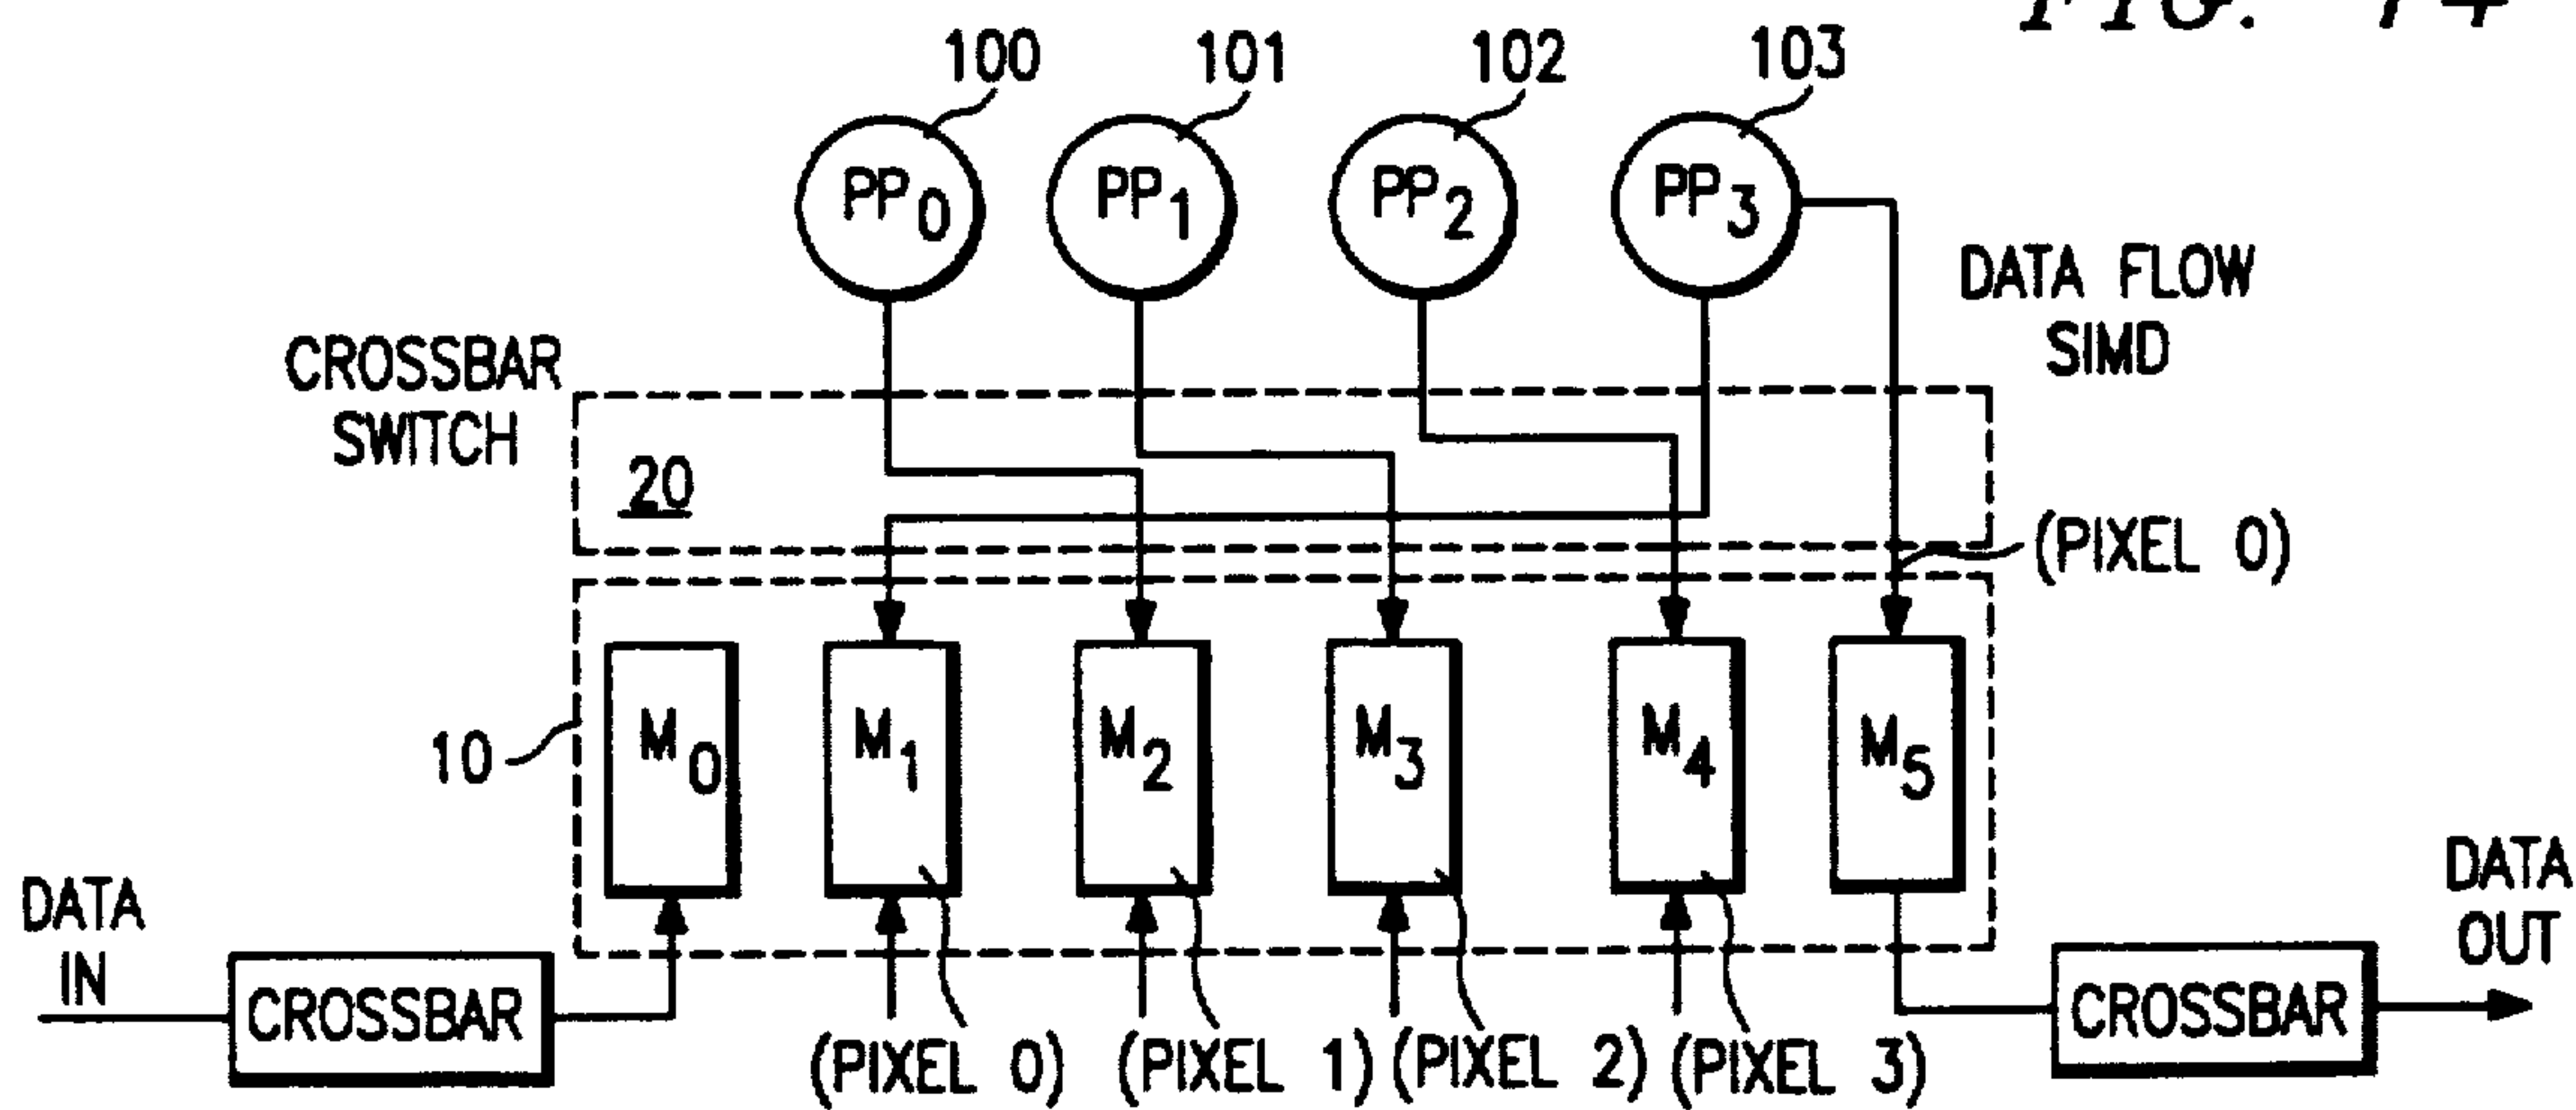 FIG. 14
100 101 102 103
PP0 PP1 PP2 PP3
DATA FLOW
SIMD
CROSSBAR
SWITCH
20
(PIXEL 0)
10
M0 M1 M2 M3 M4 M5
DATA
IN
CROSSBAR
(PIXEL 0) (PIXEL 1) (PIXEL 2) (PIXEL 3)
CROSSBAR
DATA
OUT